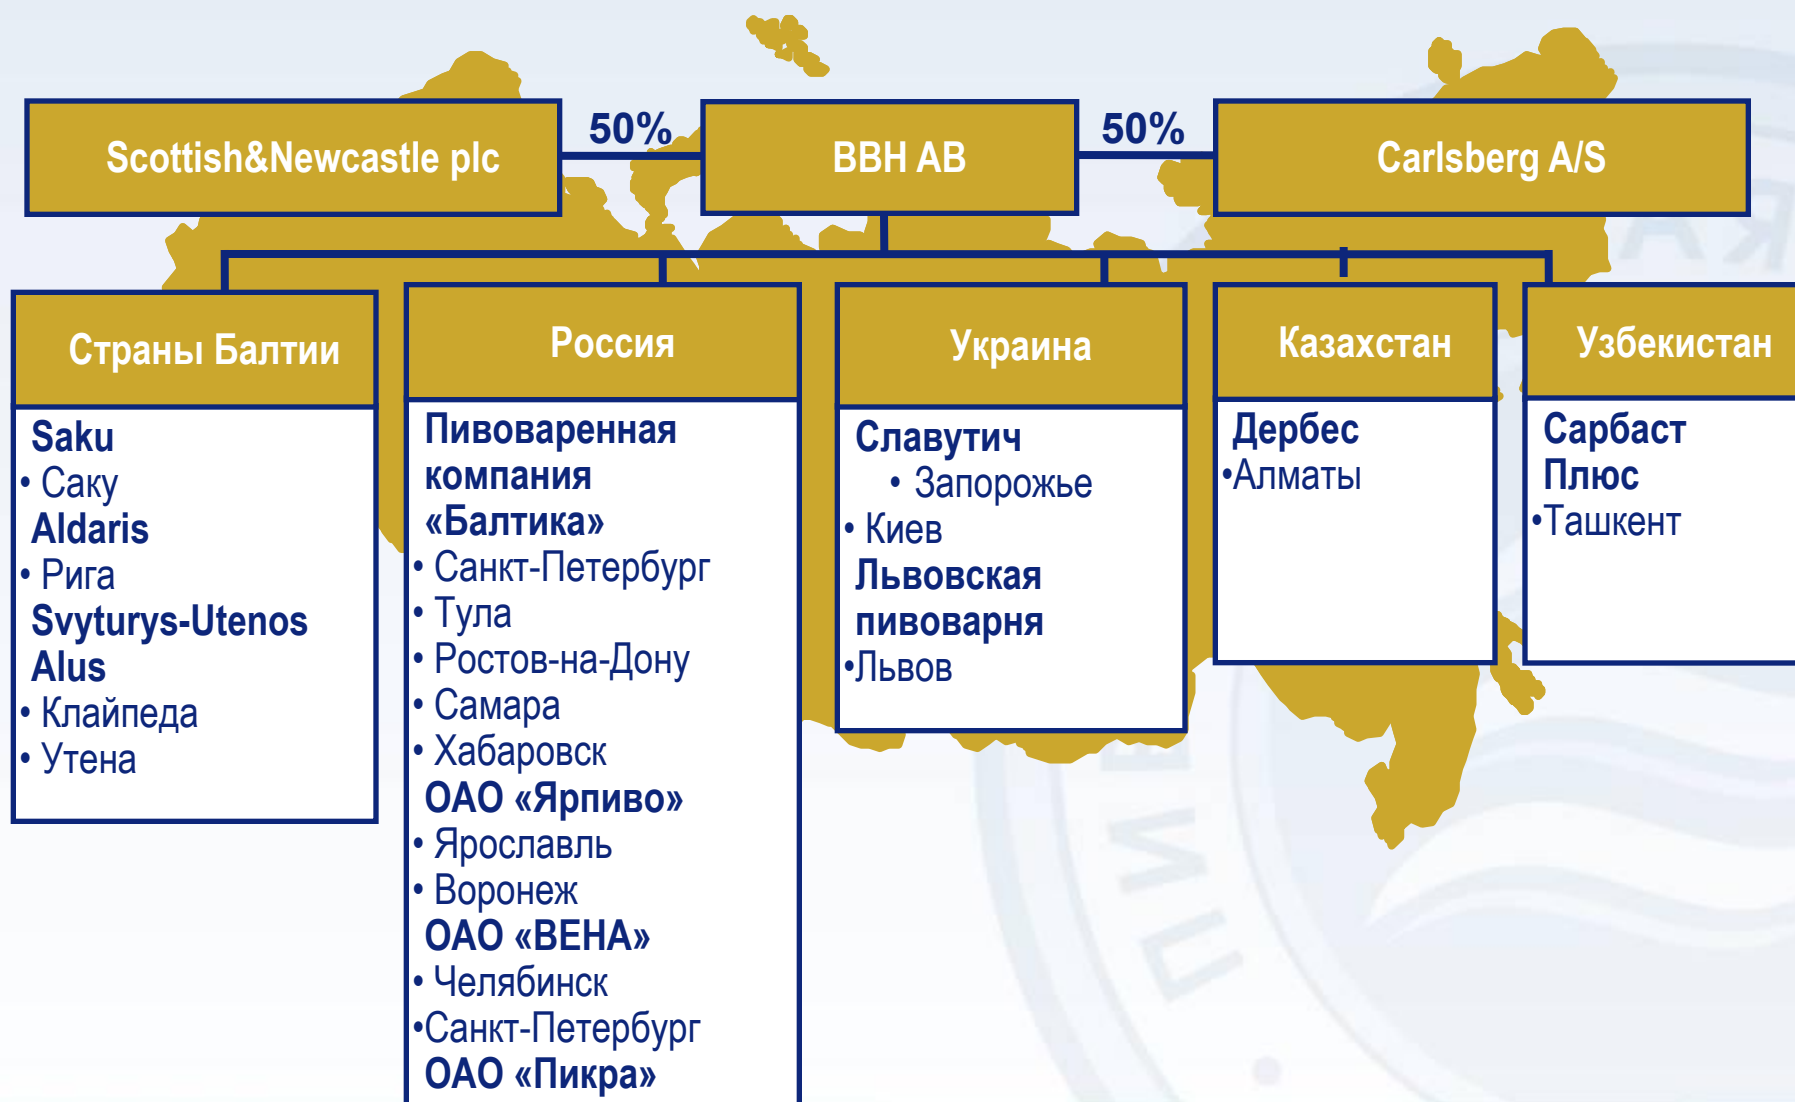 Scottish&Newcastle plc
50%
BBH AB
50%
Carlsberg A/S
Страны Балтии
Saku
• Саку
Aldaris
• Рига
Svyturys-Utenos
Alus
• Клайпеда
• Утена
Россия
Пивоваренная
компания
«Балтика»
• Санкт-Петербург
• Тула
• Ростов-на-Дону
• Самара
• Хабаровск
ОАО «Ярпиво»
• Ярославль
• Воронеж
ОАО «ВЕНА»
• Челябинск
•Санкт-Петербург
ОАО «Пикра»
Украина
Славутич
• Запорожье
• Киев
Львовская
пивоварня
•Львов
Казахстан
Дербес
•Алматы
Узбекистан
Сарбаст
Плюс
•Ташкент